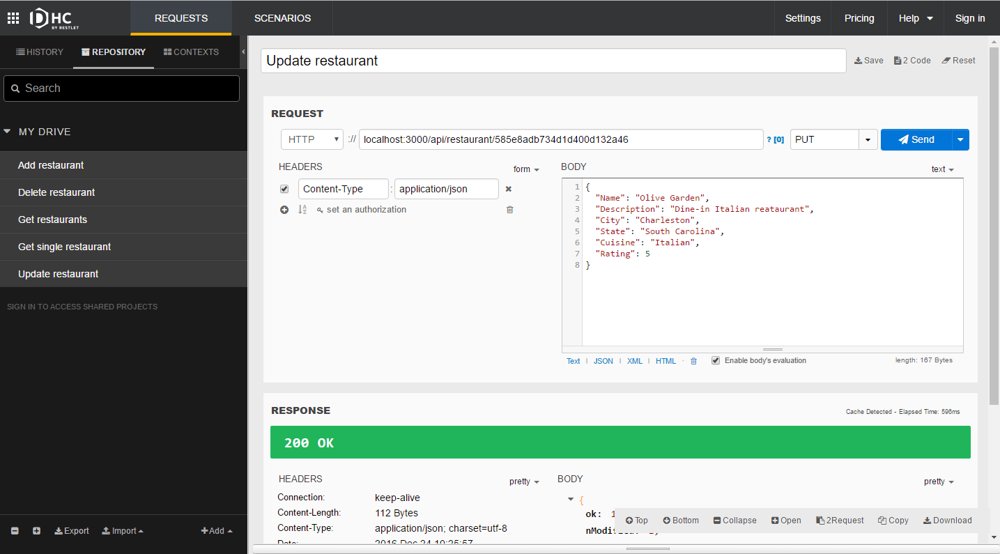 DHC BY RESTLET REQUESTS SCENARIOS Settings Pricing Help Sign in
HISTORY REPOSITORY CONTEXTS
Search
MY DRIVE
Add restaurant
Delete restaurant
Get restaurants
Get single restaurant
Update restaurant
SIGN IN TO ACCESS SHARED PROJECTS
Export Import Add
Update restaurant Save 2 Code Reset
REQUEST
HTTP :// localhost:3000/api/restaurant/585e8adb734d1d400d132a46 ? [0] PUT Send
HEADERS form
Content-Type : application/json
set an authorization
BODY text
1 {
2 "Name": "Olive Garden",
3 "Description": "Dine-in Italian reataurant",
4 "City": "Charleston",
5 "State": "South Carolina",
6 "Cuisine": "Italian",
7 "Rating": 5
8 }
Text JSON XML HTML Enable body's evaluation length: 167 Bytes
RESPONSE Cache Detected - Elapsed Time: 596ms
200 OK
HEADERS pretty
Connection: keep-alive
Content-Length: 112 Bytes
Content-Type: application/json; charset=utf-8
Date: 2016 Dec 24 10:25:57
BODY pretty
{
ok: 1
Top Bottom Collapse Open 2Request Copy Download